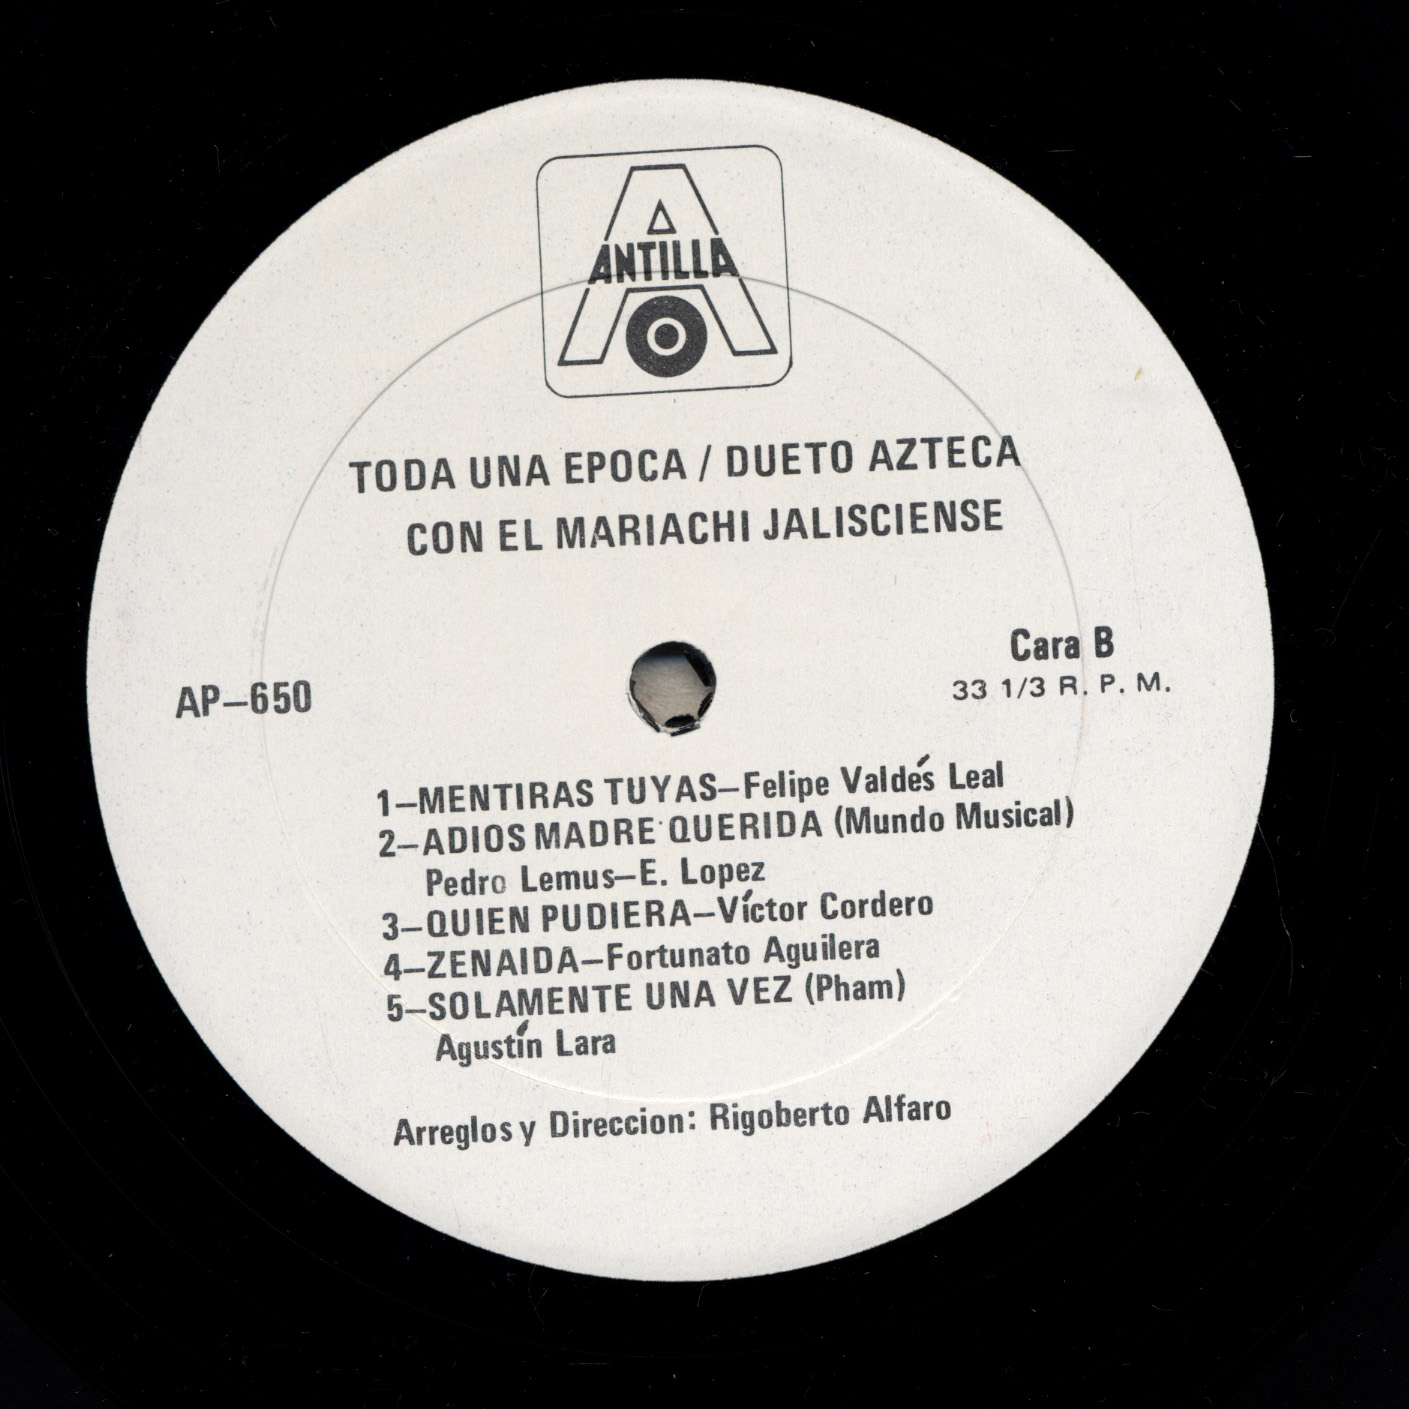 ANTILLA
TODA UNA EPOCA / DUETO AZTECA
CON EL MARIACHI JALISCIENSE
Cara B
33 1/3 R. P. M.
AP–650
1–MENTIRAS TUYAS–Felipe Valdés Leal
2–ADIOS MADRE QUERIDA (Mundo Musical)
Pedro Lemus–E. Lopez
3–QUIEN PUDIERA–Víctor Cordero
4–ZENAIDA–Fortunato Aguilera
5–SOLAMENTE UNA VEZ (Pham)
Agustín Lara
Arreglos y Direccion: Rigoberto Alfaro